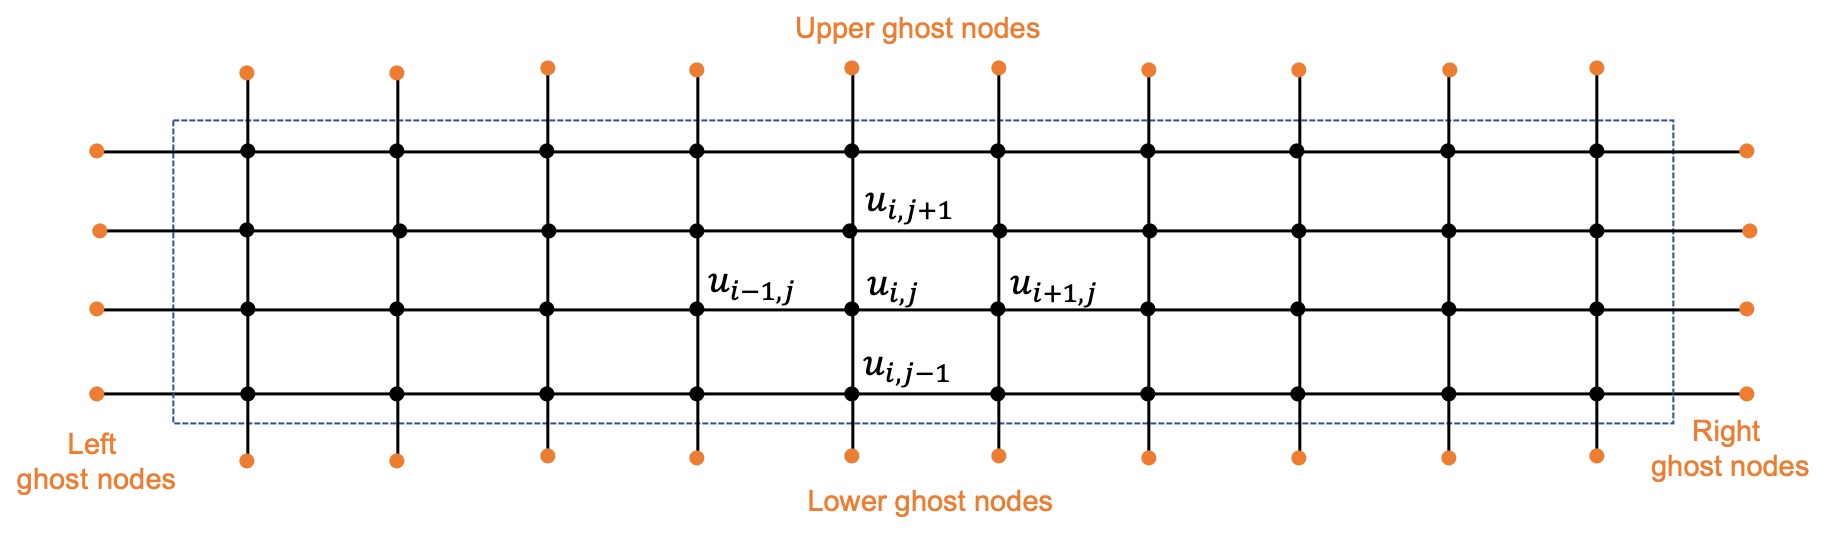 Upper ghost nodes
u_{i,j+1}
u_{i−1,j} u_{i,j} u_{i+1,j}
u_{i,j−1}
Left
ghost nodes
Right
ghost nodes
Lower ghost nodes